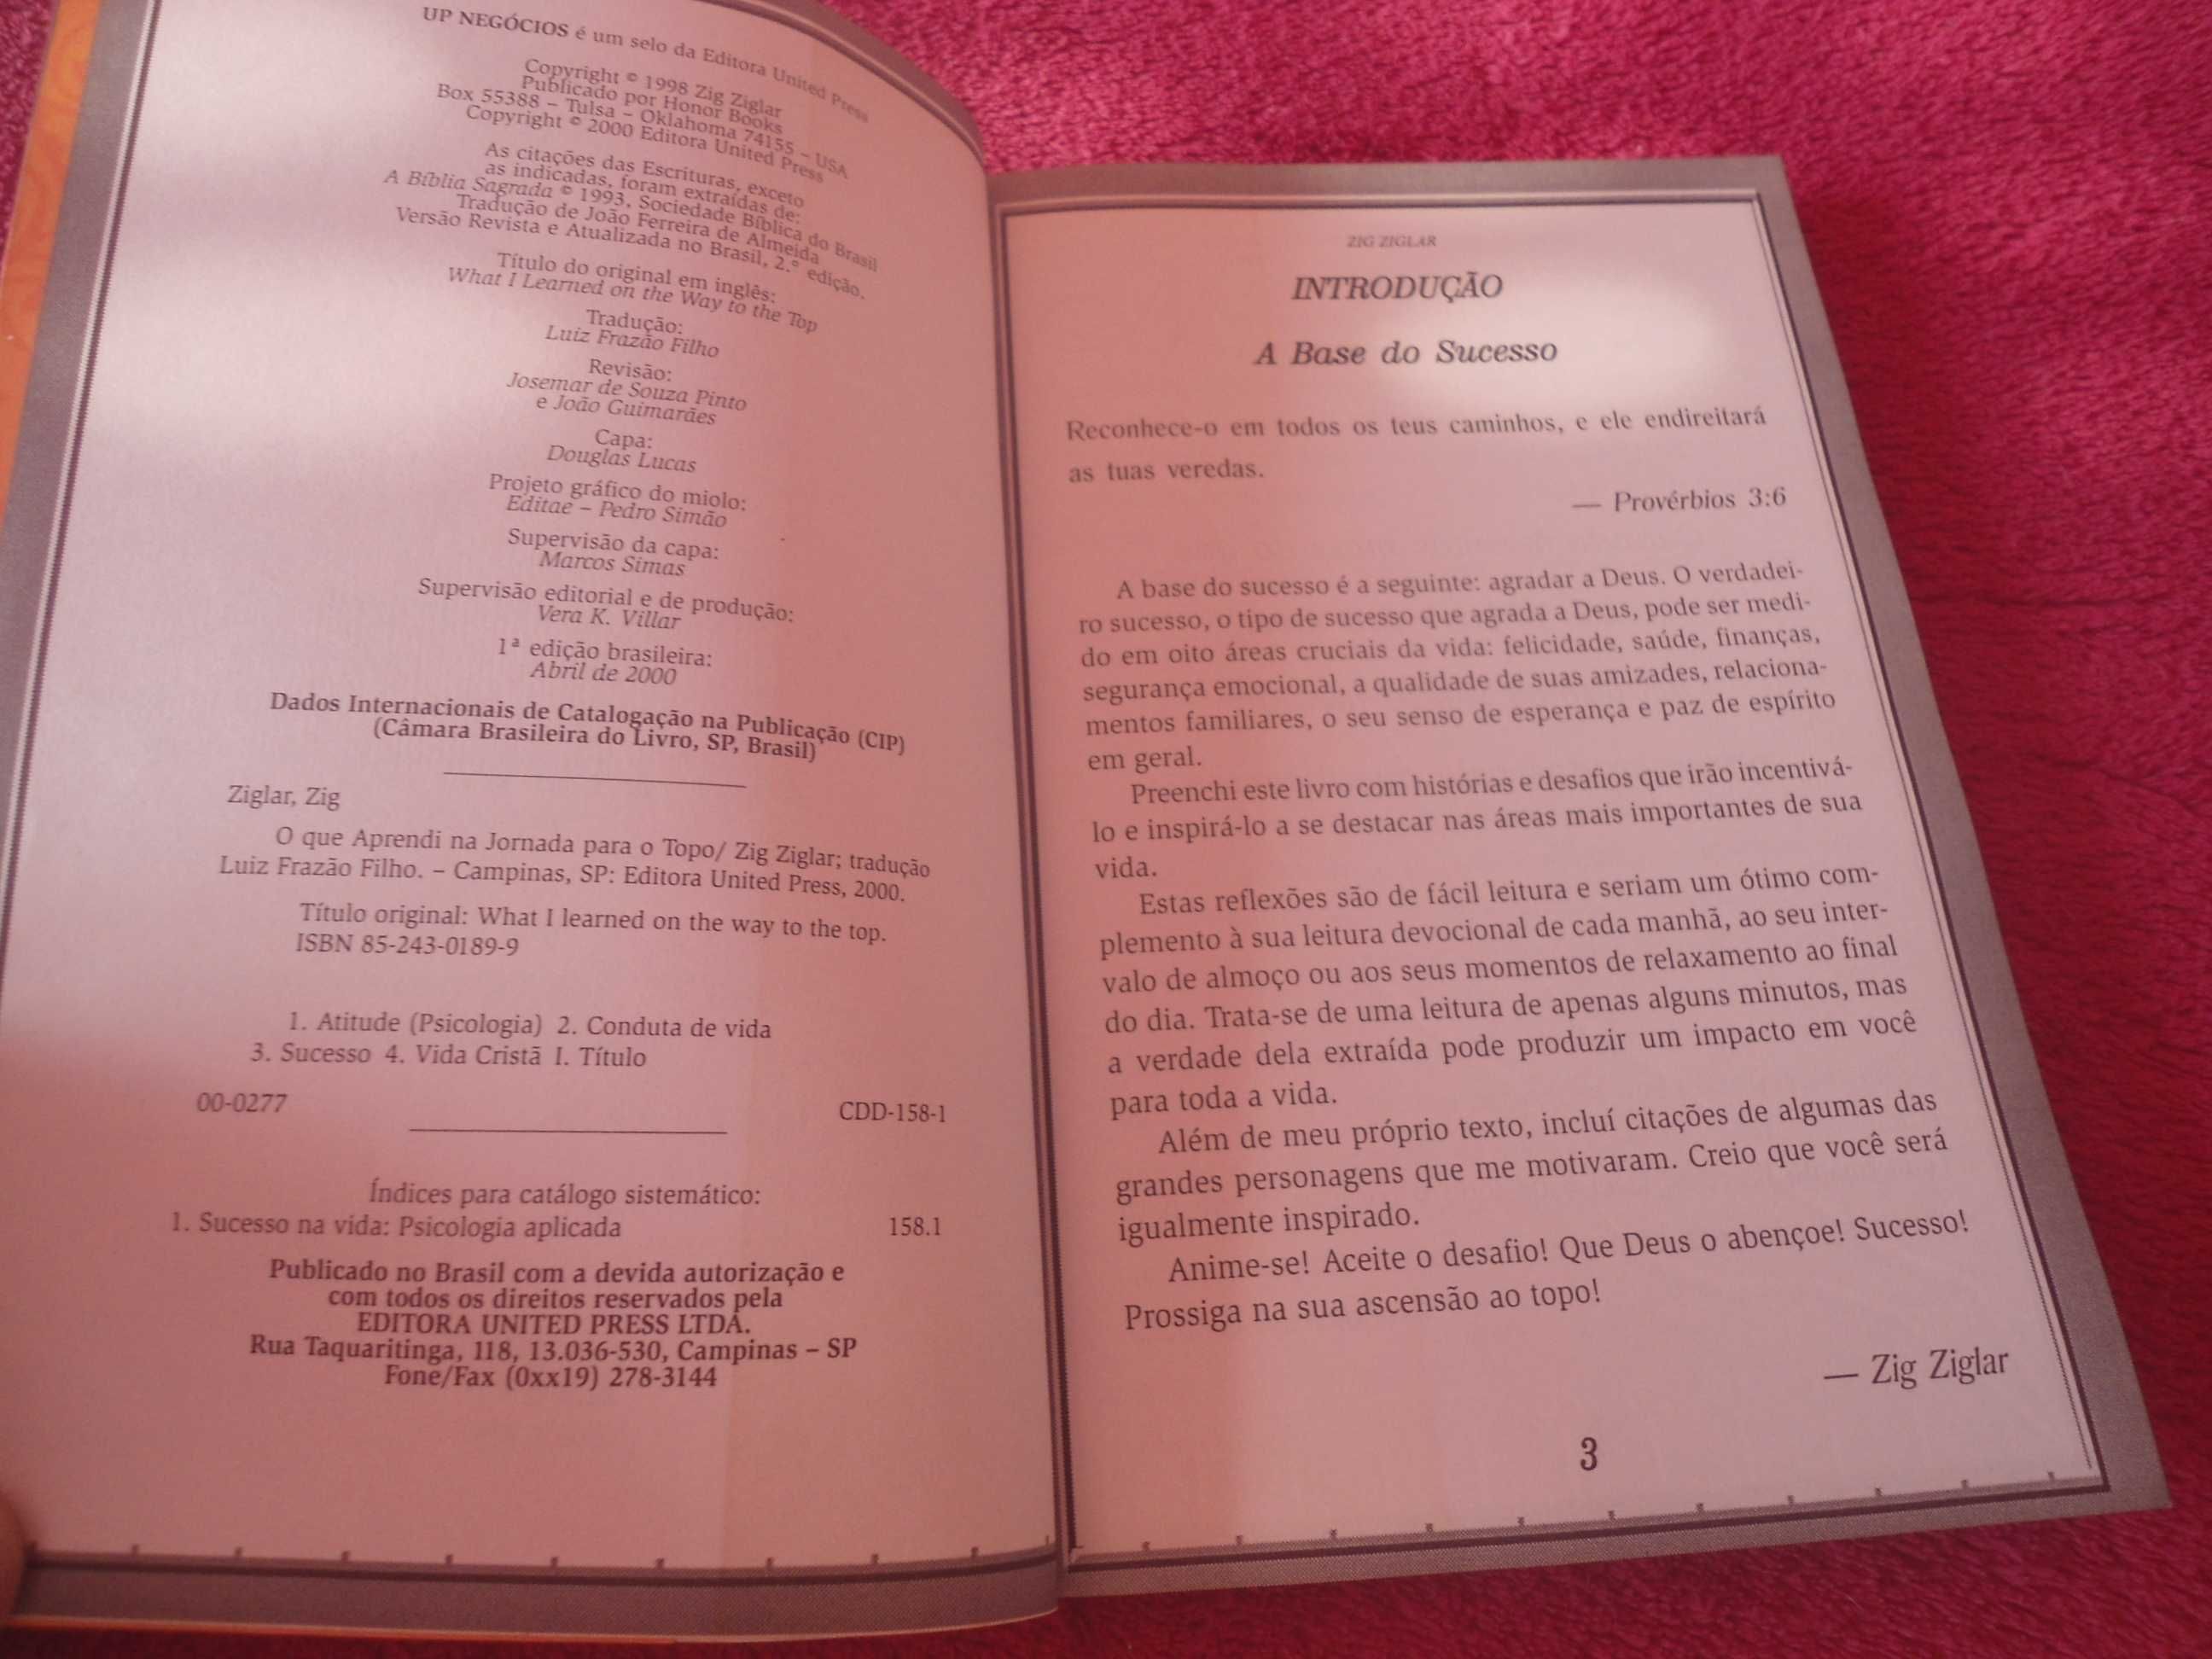 UP NEGÓCIOS é um selo da Editora United Press
Copyright © 1998 Zig Ziglar
Publicado por Honor Books
Box 55388 – Tulsa – Oklahoma 74155 – USA
Copyright © 2000 Editora United Press
As citações das Escrituras, exceto
as indicadas, foram extraídas de:
A Bíblia Sagrada © 1993, Sociedade Bíblica do Brasil
Tradução de João Ferreira de Almeida
Versão Revista e Atualizada no Brasil, 2.ª edição.
Título do original em inglês:
What I Learned on the Way to the Top
Tradução:
Luiz Frazão Filho
Revisão:
Josemar de Souza Pinto
e João Guimarães
Capa:
Douglas Lucas
Projeto gráfico do miolo:
Editae – Pedro Simão
Supervisão da capa:
Marcos Simas
Supervisão editorial e de produção:
Vera K. Villar
1ª edição brasileira:
Abril de 2000
Dados Internacionais de Catalogação na Publicação (CIP)
(Câmara Brasileira do Livro, SP, Brasil)
Ziglar, Zig
O que Aprendi na Jornada para o Topo/ Zig Ziglar; tradução
Luiz Frazão Filho. – Campinas, SP: Editora United Press, 2000.
Título original: What I learned on the way to the top.
ISBN 85-243-0189-9
1. Atitude (Psicologia) 2. Conduta de vida
3. Sucesso 4. Vida Cristã I. Título
00-0277 CDD-158-1
Índices para catálogo sistemático:
1. Sucesso na vida: Psicologia aplicada 158.1
Publicado no Brasil com a devida autorização e
com todos os direitos reservados pela
EDITORA UNITED PRESS LTDA.
Rua Taquaritinga, 118, 13.036-530, Campinas – SP
Fone/Fax (0xx19) 278-3144
ZIG ZIGLAR
INTRODUÇÃO
A Base do Sucesso
Reconhece-o em todos os teus caminhos, e ele endireitará
as tuas veredas.
— Provérbios 3:6
A base do sucesso é a seguinte: agradar a Deus. O verdadei-
ro sucesso, o tipo de sucesso que agrada a Deus, pode ser medi-
do em oito áreas cruciais da vida: felicidade, saúde, finanças,
segurança emocional, a qualidade de suas amizades, relaciona-
mentos familiares, o seu senso de esperança e paz de espírito
em geral.
Preenchi este livro com histórias e desafios que irão incentivá-
lo e inspirá-lo a se destacar nas áreas mais importantes de sua
vida.
Estas reflexões são de fácil leitura e seriam um ótimo com-
plemento à sua leitura devocional de cada manhã, ao seu inter-
valo de almoço ou aos seus momentos de relaxamento ao final
do dia. Trata-se de uma leitura de apenas alguns minutos, mas
a verdade dela extraída pode produzir um impacto em você
para toda a vida.
Além de meu próprio texto, incluí citações de algumas das
grandes personagens que me motivaram. Creio que você será
igualmente inspirado.
Anime-se! Aceite o desafio! Que Deus o abençoe! Sucesso!
Prossiga na sua ascensão ao topo!
— Zig Ziglar
3